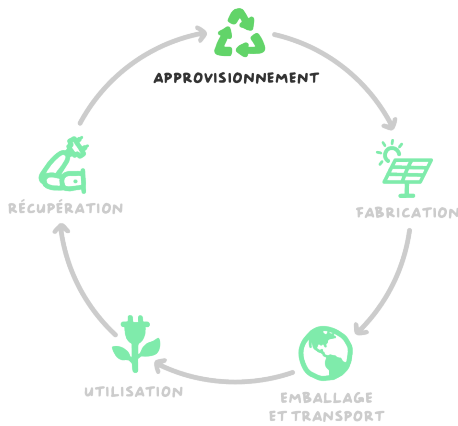 APPROVISIONNEMENT
RÉCUPÉRATION
FABRICATION
UTILISATION
EMBALLAGE
ET TRANSPORT